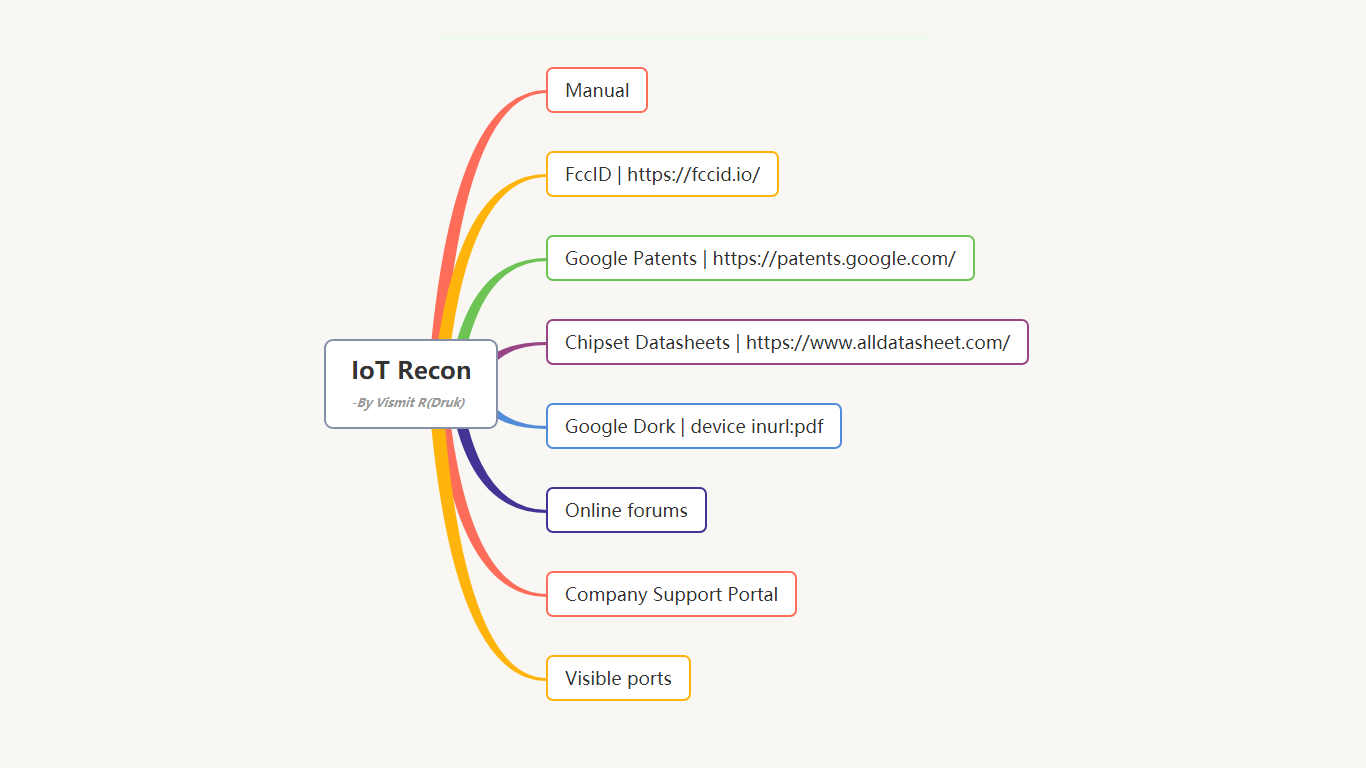 Manual
FccID | https://fccid.io/
Google Patents | https://patents.google.com/
Chipset Datasheets | https://www.alldatasheet.com/
IoT Recon
-By Vismit R(Druk)
Google Dork | device inurl:pdf
Online forums
Company Support Portal
Visible ports